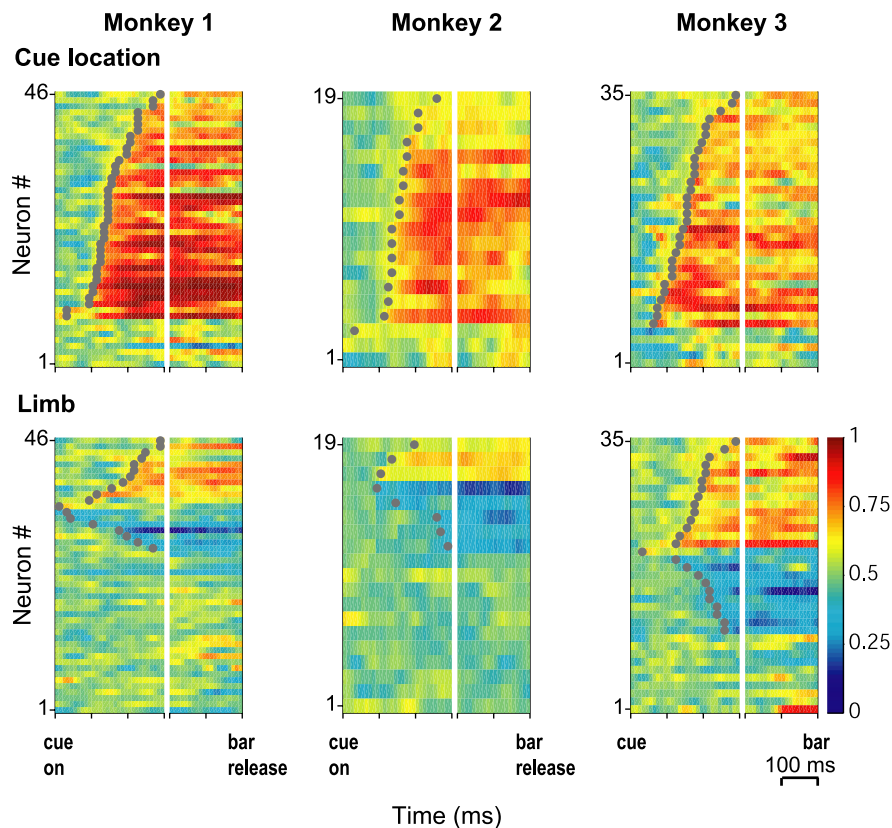 Monkey 1 Monkey 2 Monkey 3
Cue location
46 19 35
Neuron #
1 1 1
Limb
46 19 35
1
0.75
0.5
0.25
0
Neuron #
1 1 1
cue bar cue bar cue bar
on release on release
100 ms
Time (ms)